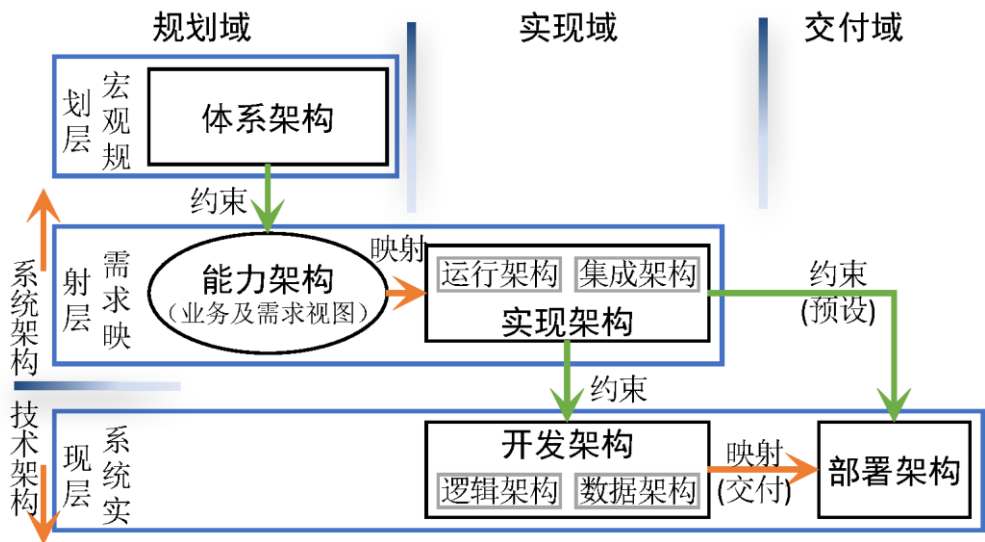 规划域
实现域
交付域
宏观规
划层
体系架构
约束
需求映
射层
能力架构
(业务及需求视图)
映射
运行架构
集成架构
实现架构
约束
(预设)
系统架构
约束
技术架构
系统实
现层
开发架构
逻辑架构
数据架构
映射
(交付)
部署架构